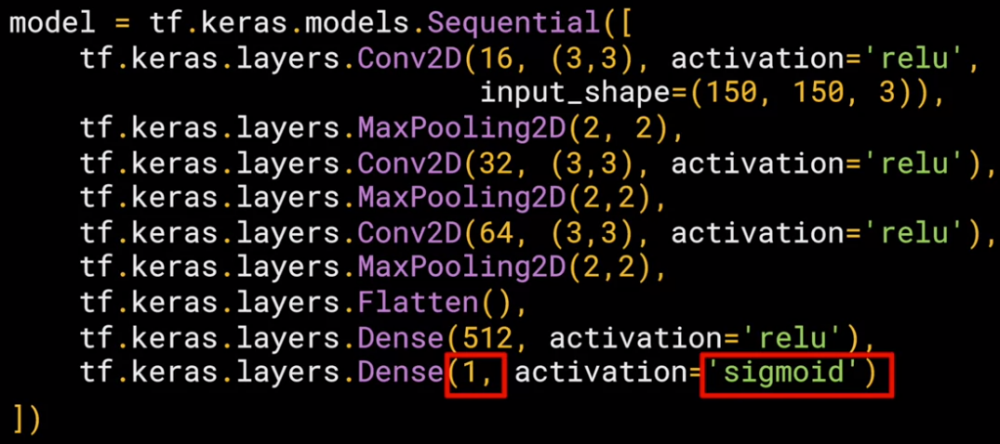 model = tf.keras.models.Sequential([
    tf.keras.layers.Conv2D(16, (3,3), activation='relu',
                           input_shape=(150, 150, 3)),
    tf.keras.layers.MaxPooling2D(2, 2),
    tf.keras.layers.Conv2D(32, (3,3), activation='relu'),
    tf.keras.layers.MaxPooling2D(2,2),
    tf.keras.layers.Conv2D(64, (3,3), activation='relu'),
    tf.keras.layers.MaxPooling2D(2,2),
    tf.keras.layers.Flatten(),
    tf.keras.layers.Dense(512, activation='relu'),
    tf.keras.layers.Dense(1, activation='sigmoid')
])